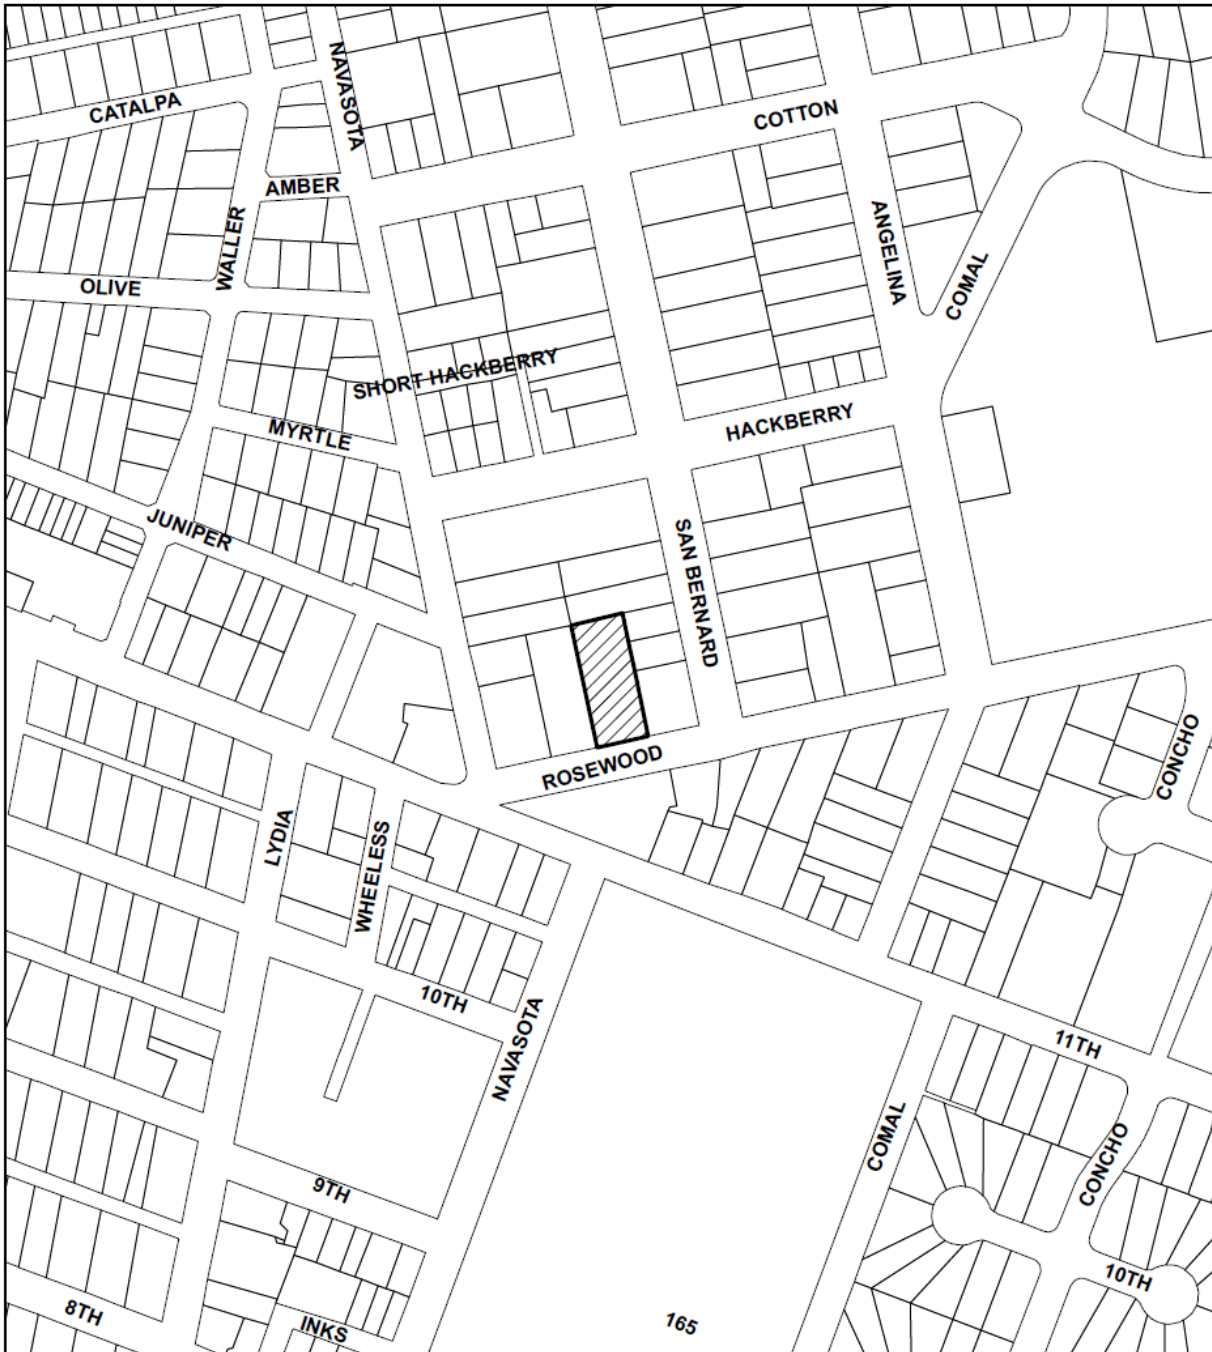 NAVASOTA
CATALPA
COTTON
AMBER
WALLER
ANGELINA
OLIVE
COMAL
SHORT HACKBERRY
HACKBERRY
MYRTLE
JUNIPER
SAN BERNARD
ROSEWOOD
CONCHO
LYDIA
WHEELESS
10TH
NAVASOTA
11TH
COMAL
CONCHO
9TH
10TH
8TH
INKS
165